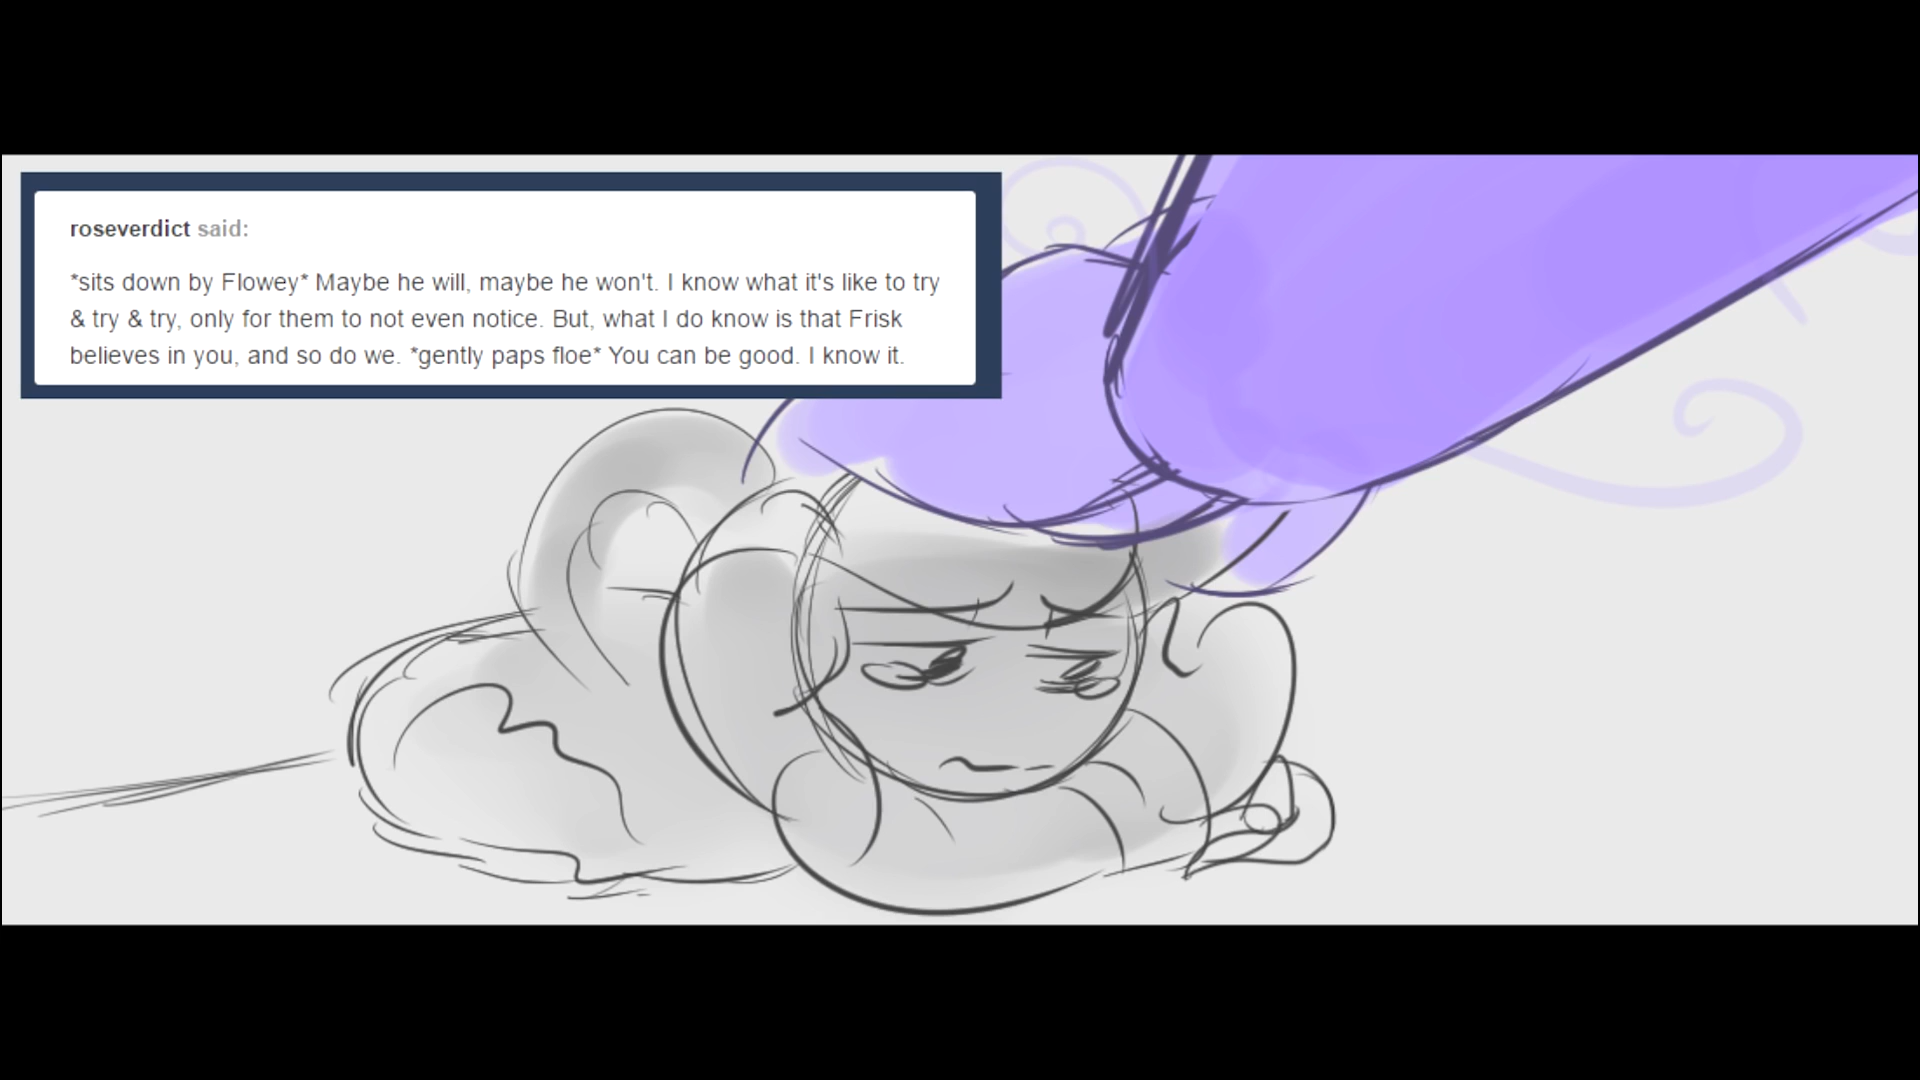 roseverdict said:
*sits down by Flowey* Maybe he will, maybe he won't. I know what it's like to try
& try & try, only for them to not even notice. But, what I do know is that Frisk
believes in you, and so do we. *gently paps floe* You can be good. I know it.